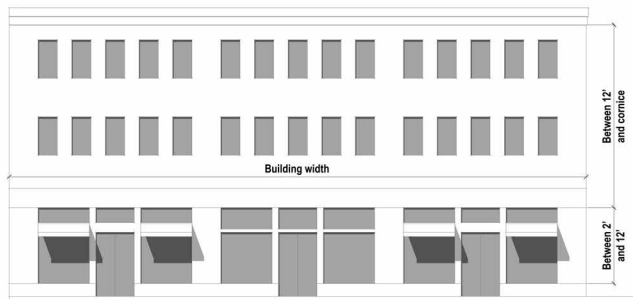 Between 12'
and cornice
Building width
Between 2'
and 12'